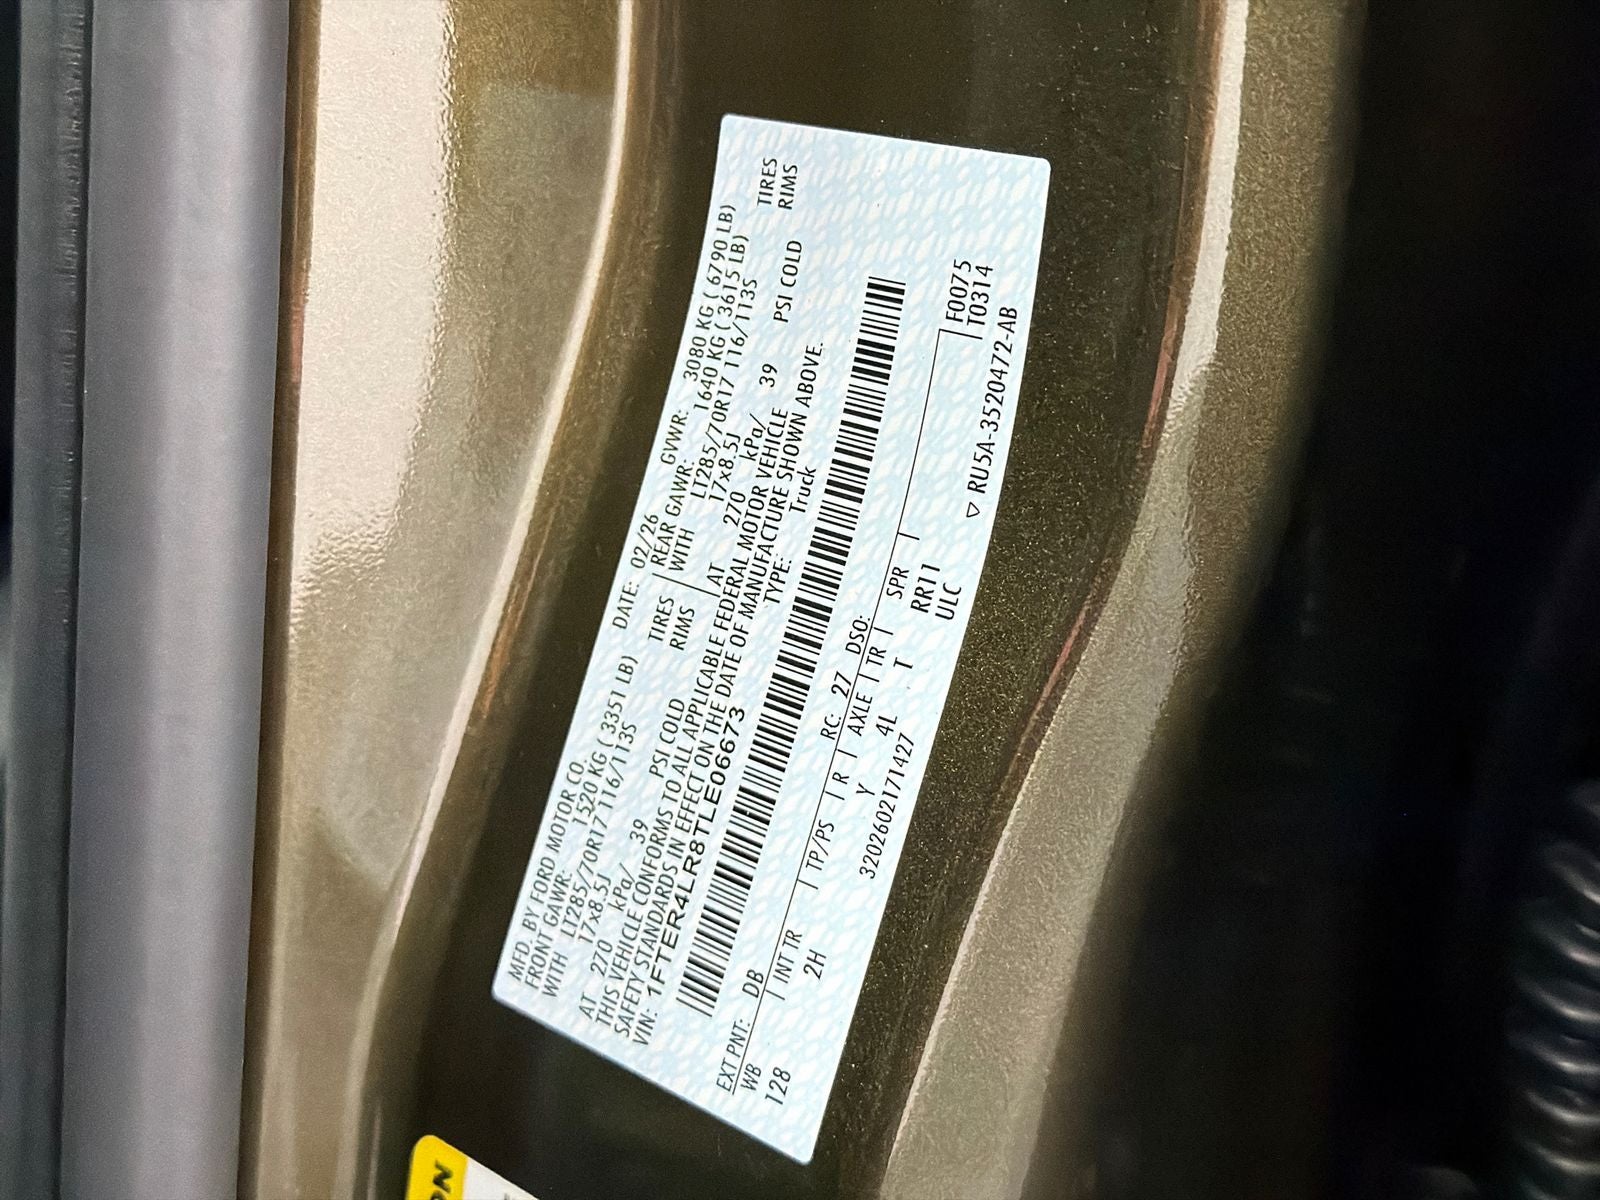 MFD. BY FORD MOTOR CO. DATE: 02/26 GVWR: 3080 KG ( 6790 LB)
FRONT GAWR: 1520 KG ( 3351 LB) REAR GAWR: 1640 KG ( 3615 LB)
WITH LT285/70R17 116/113S TIRES WITH LT285/70R17 116/113S TIRES
17x8.5J RIMS 17x8.5J RIMS
AT 270 kPa/ 39 PSI COLD AT 270 kPa/ 39 PSI COLD
THIS VEHICLE CONFORMS TO ALL APPLICABLE FEDERAL MOTOR VEHICLE
SAFETY STANDARDS IN EFFECT ON THE DATE OF MANUFACTURE SHOWN ABOVE.
VIN: 1FTER4LR8TLE06673 TYPE: Truck
EXT PNT: DB RC: 27 DSO:
WB INT TR TP/PS R AXLE TR SPR F0075
128 2H Y 4L T RR11 T0314
3202602171427 ULC
▽ RU5A-3520472-AB